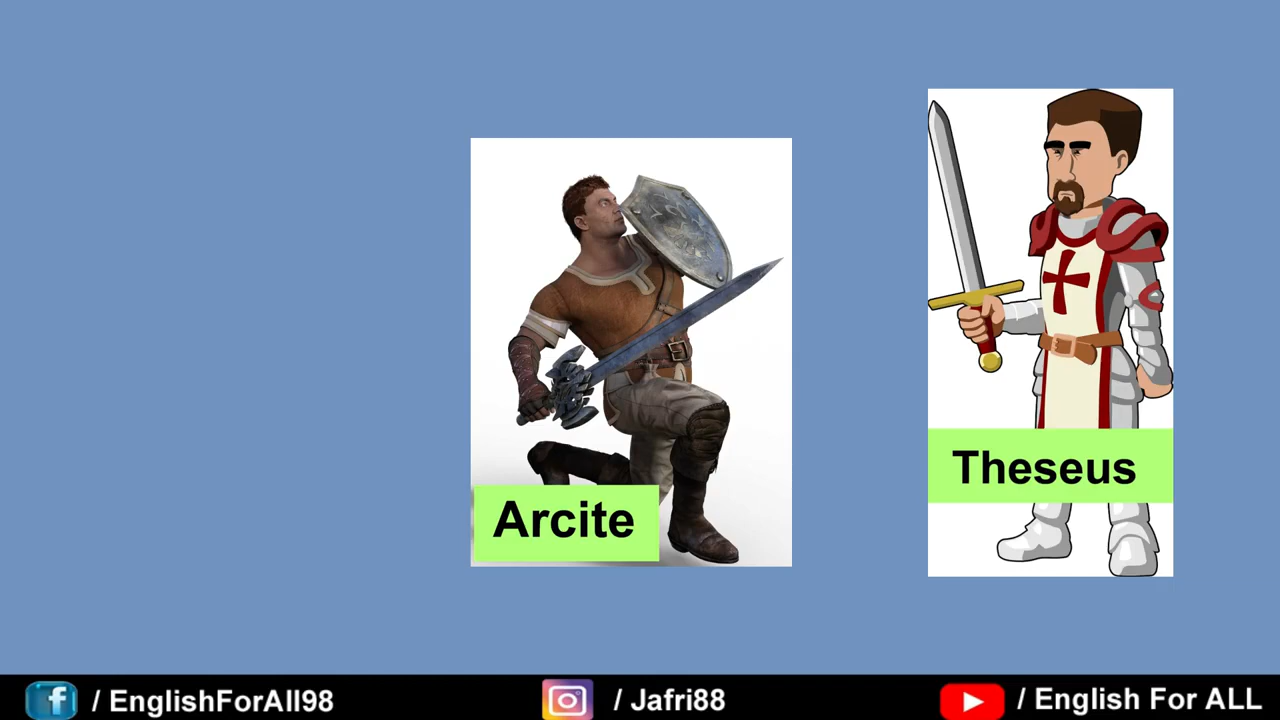 Theseus
Arcite
/ EnglishForAll98
/ Jafri88
/ English For ALL